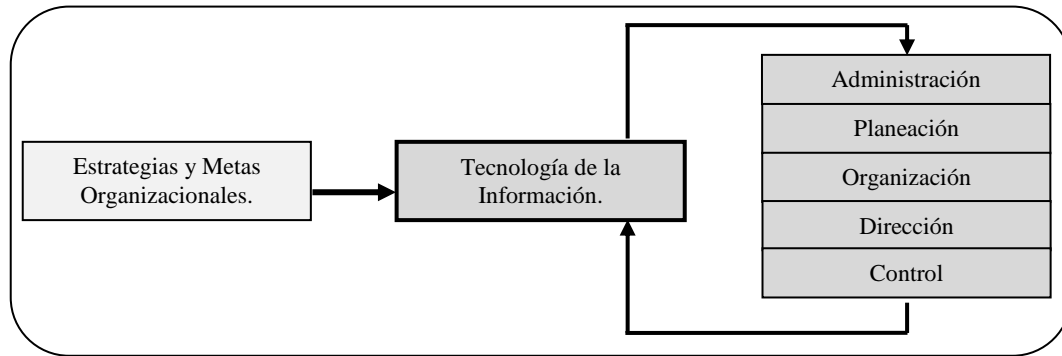 Estrategias y Metas
Organizacionales.
Tecnología de la
Información.
Administración
Planeación
Organización
Dirección
Control